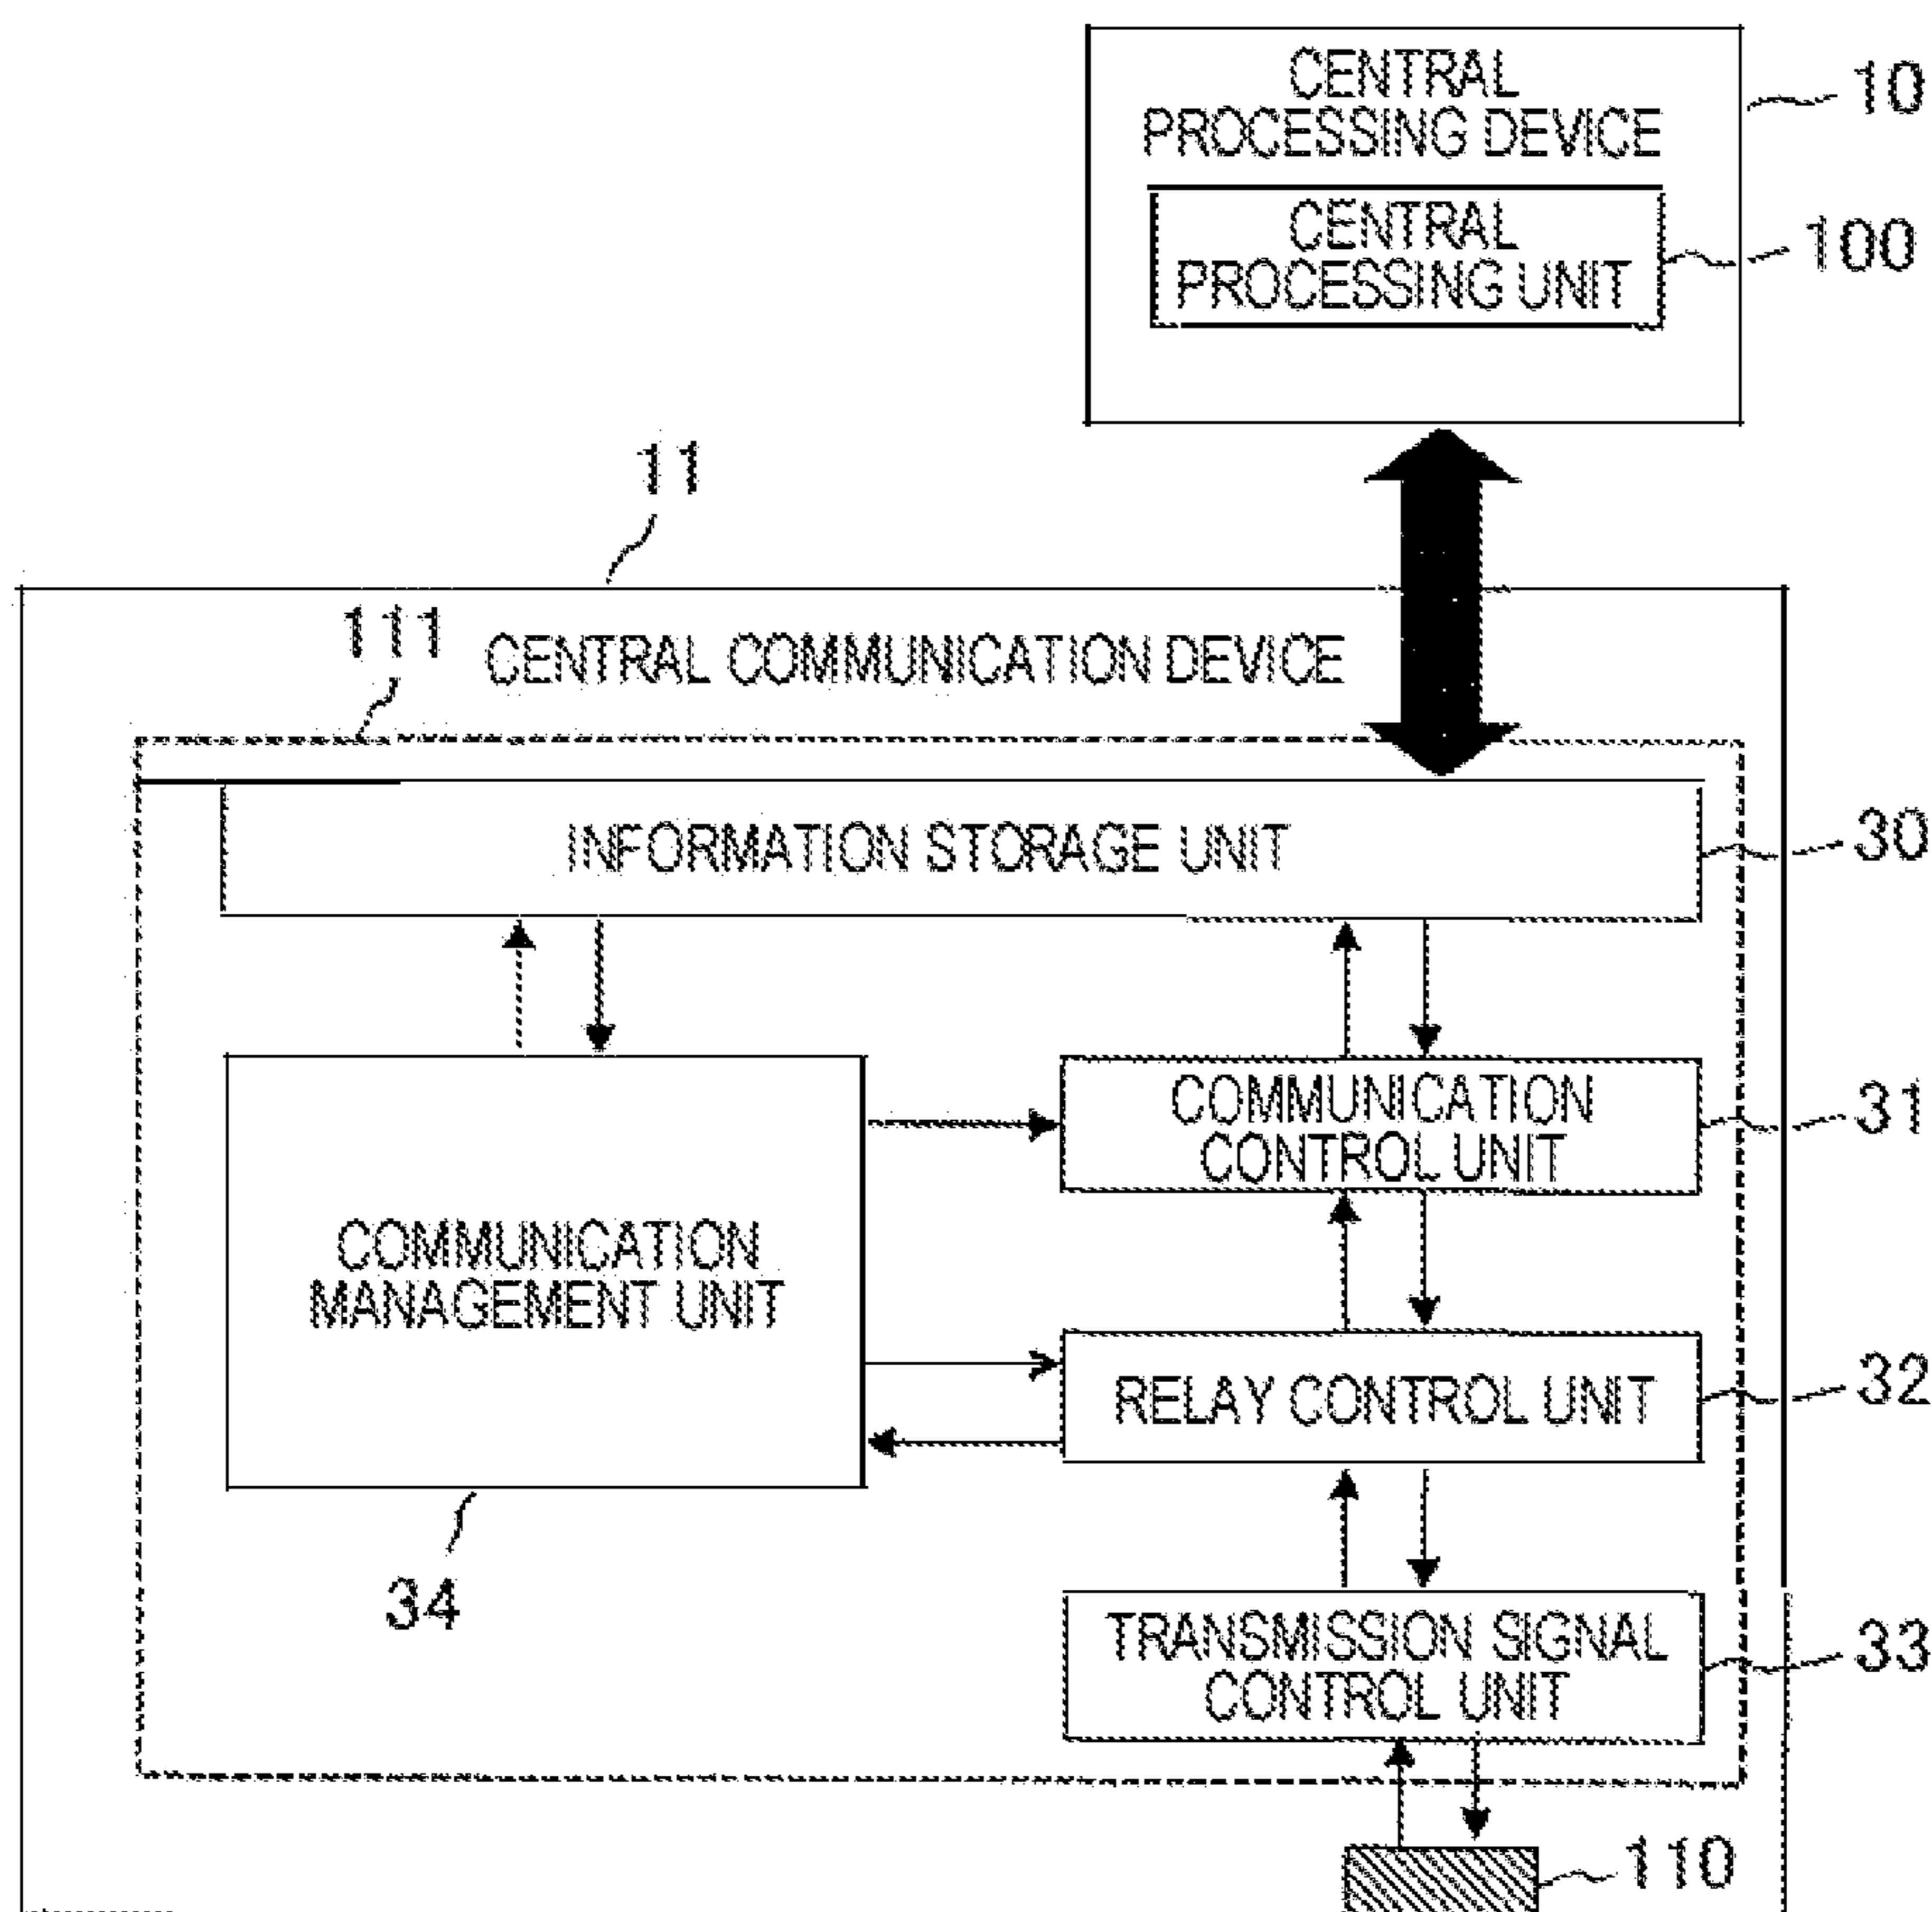 CENTRAL
PROCESSING DEVICE
10
CENTRAL
PROCESSING UNIT
100
11
111
CENTRAL COMMUNICATION DEVICE
INFORMATION STORAGE UNIT
30
COMMUNICATION
CONTROL UNIT
31
COMMUNICATION
MANAGEMENT UNIT
34
RELAY CONTROL UNIT
32
TRANSMISSION SIGNAL
CONTROL UNIT
33
110